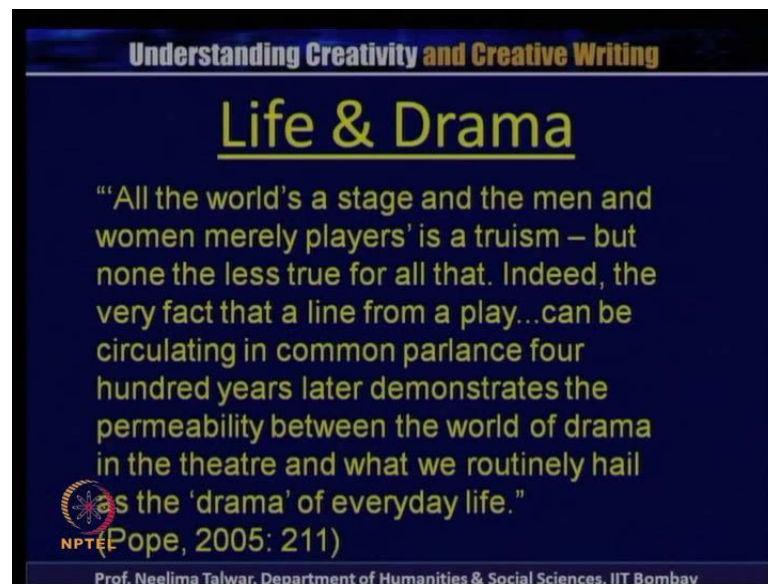 Understanding Creativity and Creative Writing
Life & Drama
“‘All the world’s a stage and the men and
women merely players’ is a truism – but
none the less true for all that. Indeed, the
very fact that a line from a play...can be
circulating in common parlance four
hundred years later demonstrates the
permeability between the world of drama
in the theatre and what we routinely hail
as the ‘drama’ of everyday life.”
(Pope, 2005: 211)
NPTEL
Prof. Neelima Talwar, Department of Humanities & Social Sciences, IIT Bombay